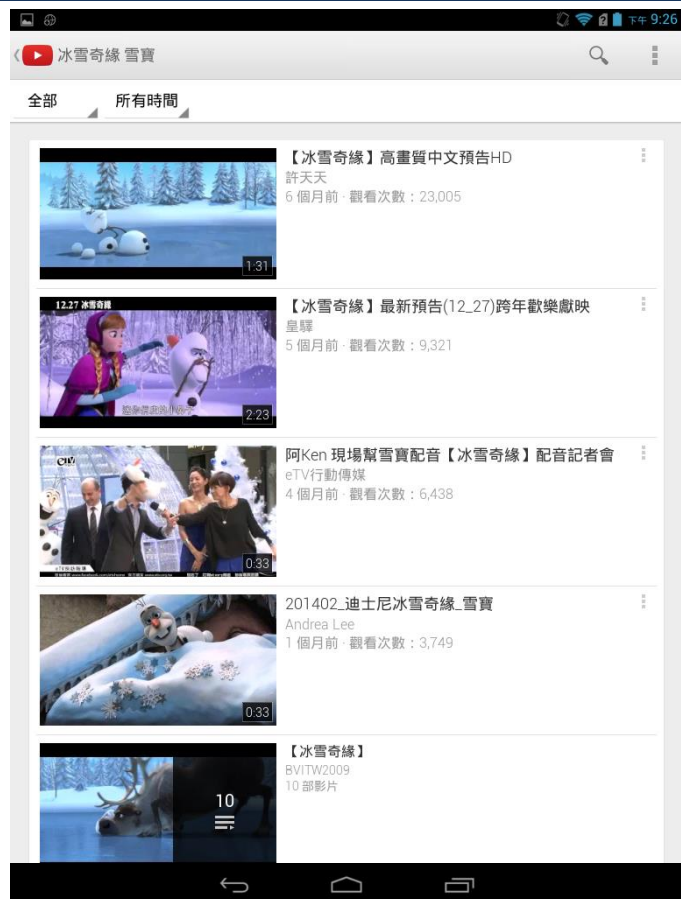 下午 9:26
冰雪奇緣 雪寶
全部
所有時間
【冰雪奇緣】高畫質中文預告HD
許天天
6 個月前 · 觀看次數：23,005
1:31
12.27 冰雪奇緣
【冰雪奇緣】最新預告(12_27)跨年歡樂獻映
皇驛
5 個月前 · 觀看次數：9,321
2:23
eTV
阿Ken 現場幫雪寶配音【冰雪奇緣】配音記者會
eTV行動傳媒
4 個月前 · 觀看次數：6,438
0:33
201402_迪士尼冰雪奇緣_雪寶
Andrea Lee
1 個月前 · 觀看次數：3,749
0:33
【冰雪奇緣】
BVITW2009
10 部影片
10